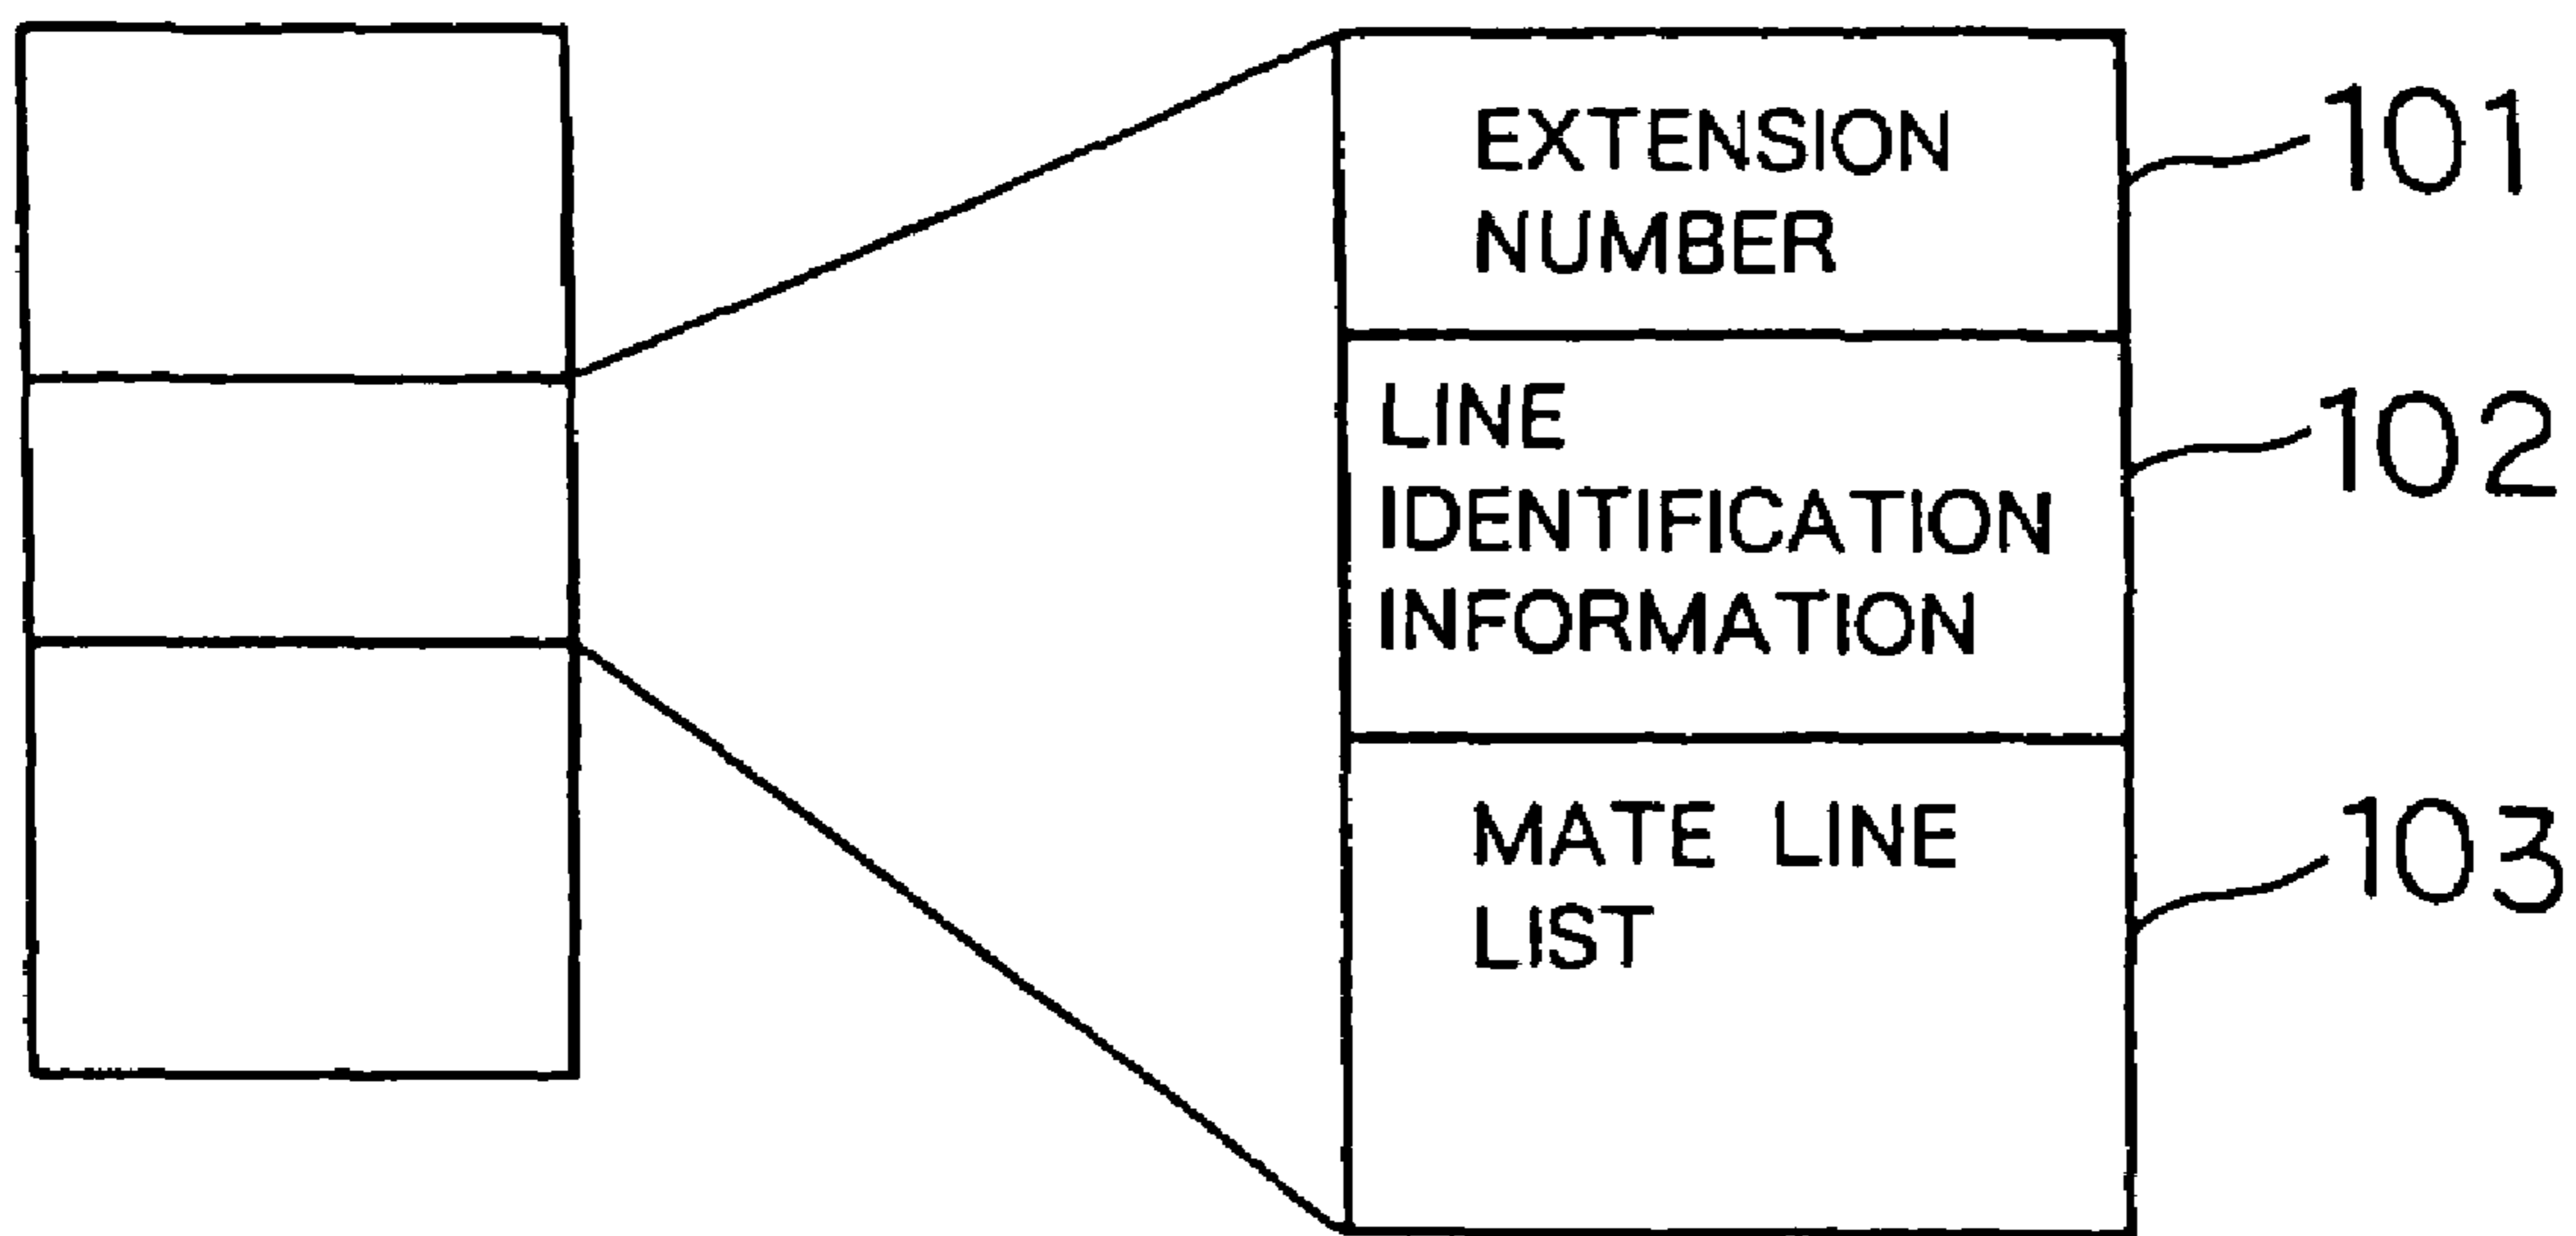 EXTENSION
NUMBER
101
LINE
IDENTIFICATION
INFORMATION
102
MATE LINE
LIST
103